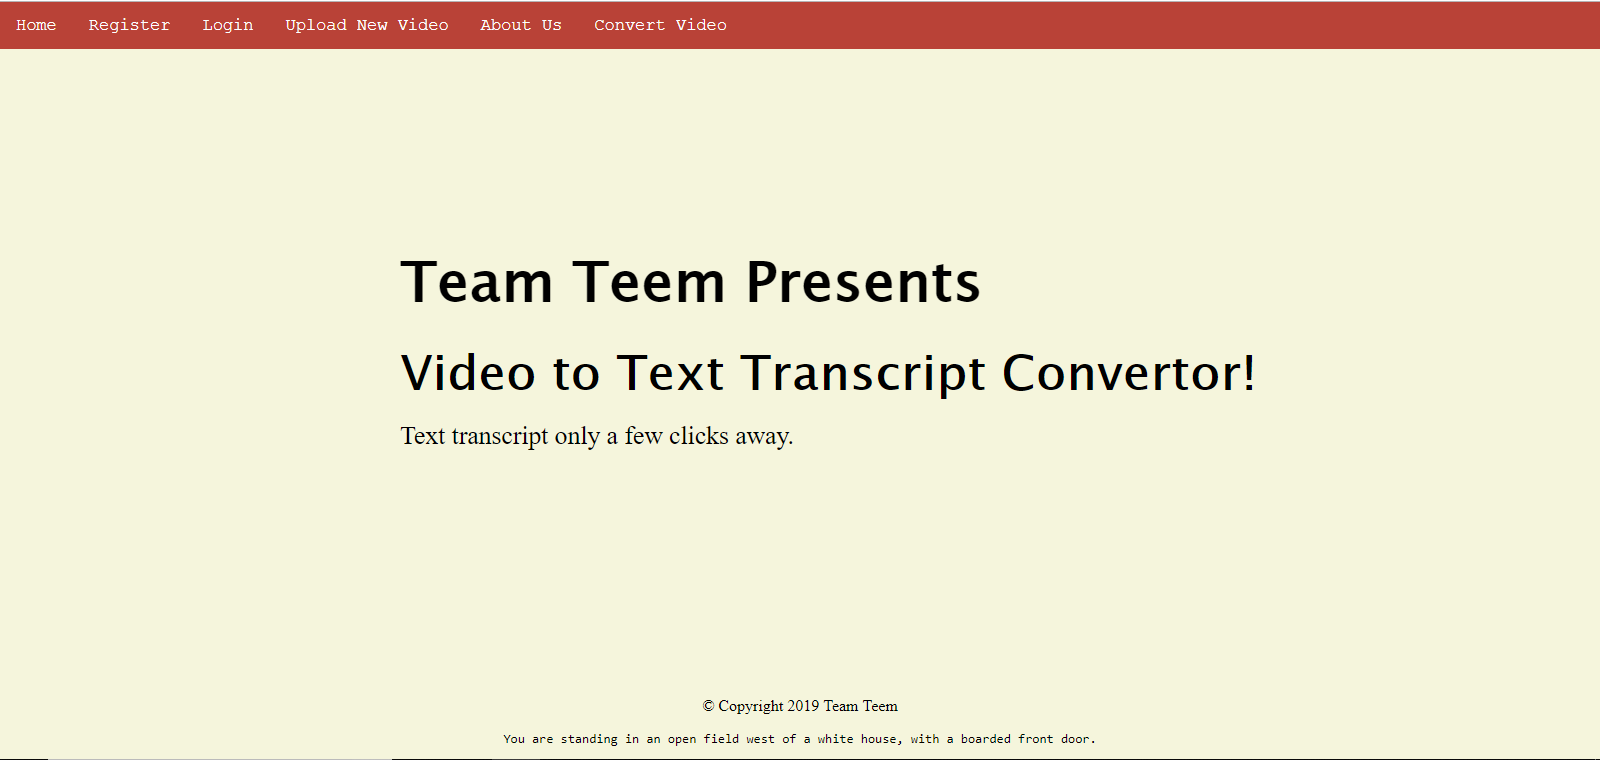 Home Register Login Upload New Video About Us Convert Video
Team Teem Presents
Video to Text Transcript Convertor!
Text transcript only a few clicks away.
© Copyright 2019 Team Teem
You are standing in an open field west of a white house, with a boarded front door.